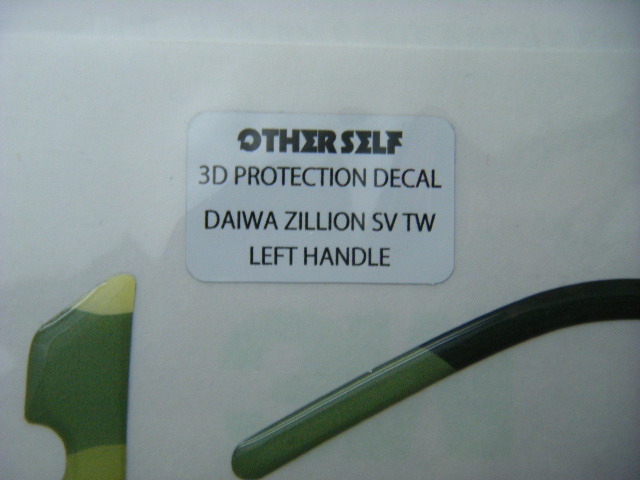 OTHER SELF
3D PROTECTION DECAL
DAIWA ZILLION SV TW
LEFT HANDLE